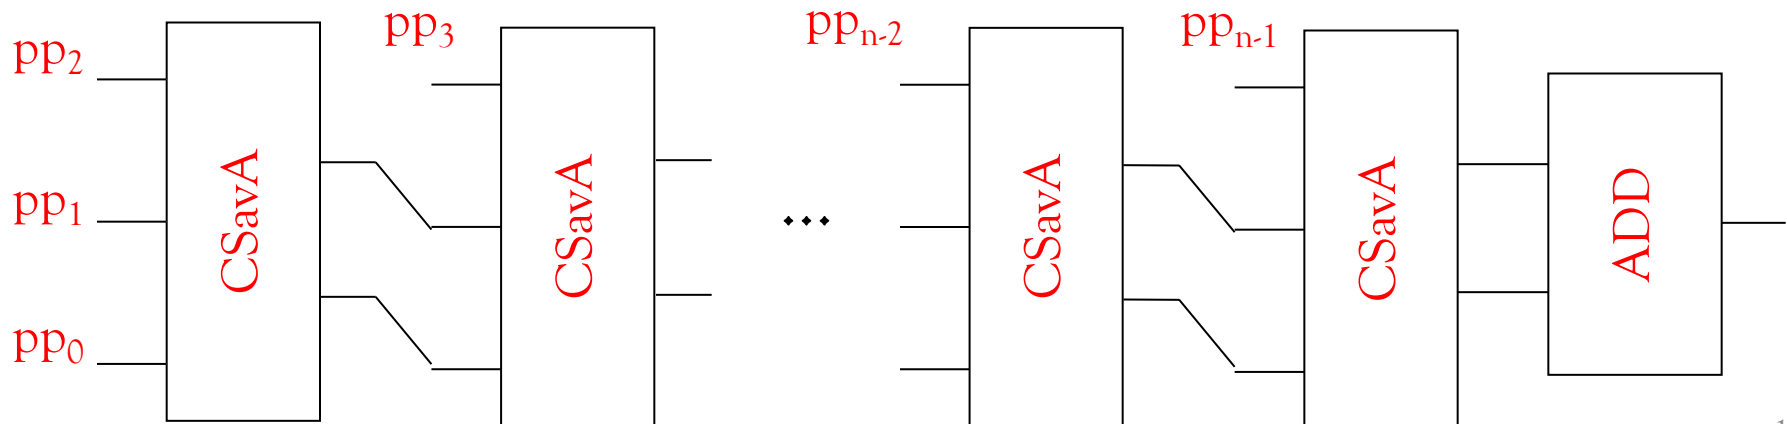 pp₂
pp₁
pp₀
CSavA
pp₃
CSavA
...
ppₙ₋₂
CSavA
ppₙ₋₁
CSavA
ADD